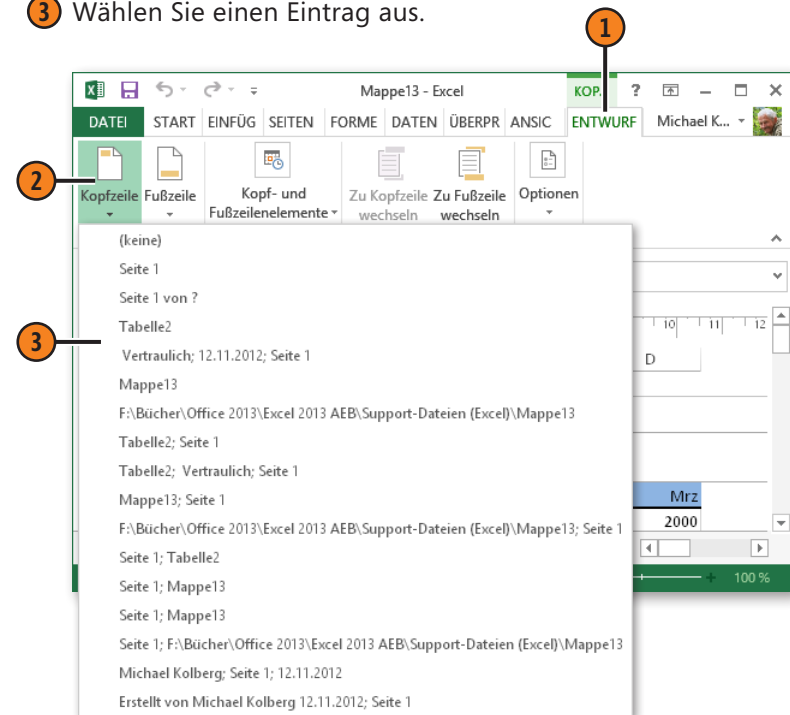 3 Wählen Sie einen Eintrag aus.
1
Mappe13 - Excel
KOP...
?
DATEI START EINFÜG SEITEN FORME DATEN ÜBERPR ANSIC ENTWURF Michael K...
2
Kopfzeile Fußzeile Kopf- und Fußzeilenelemente Zu Kopfzeile wechseln Zu Fußzeile wechseln Optionen
(keine)
Seite 1
Seite 1 von ?
10 11 12
Tabelle2
3
Vertraulich; 12.11.2012; Seite 1
D
Mappe13
F:\Bücher\Office 2013\Excel 2013 AEB\Support-Dateien (Excel)\Mappe13
Tabelle2; Seite 1
Tabelle2; Vertraulich; Seite 1
Mappe13; Seite 1
Mrz
F:\Bücher\Office 2013\Excel 2013 AEB\Support-Dateien (Excel)\Mappe13; Seite 1
2000
Seite 1; Tabelle2
Seite 1; Mappe13
100 %
Seite 1; Mappe13
Seite 1; F:\Bücher\Office 2013\Excel 2013 AEB\Support-Dateien (Excel)\Mappe13
Michael Kolberg; Seite 1; 12.11.2012
Erstellt von Michael Kolberg 12.11.2012; Seite 1